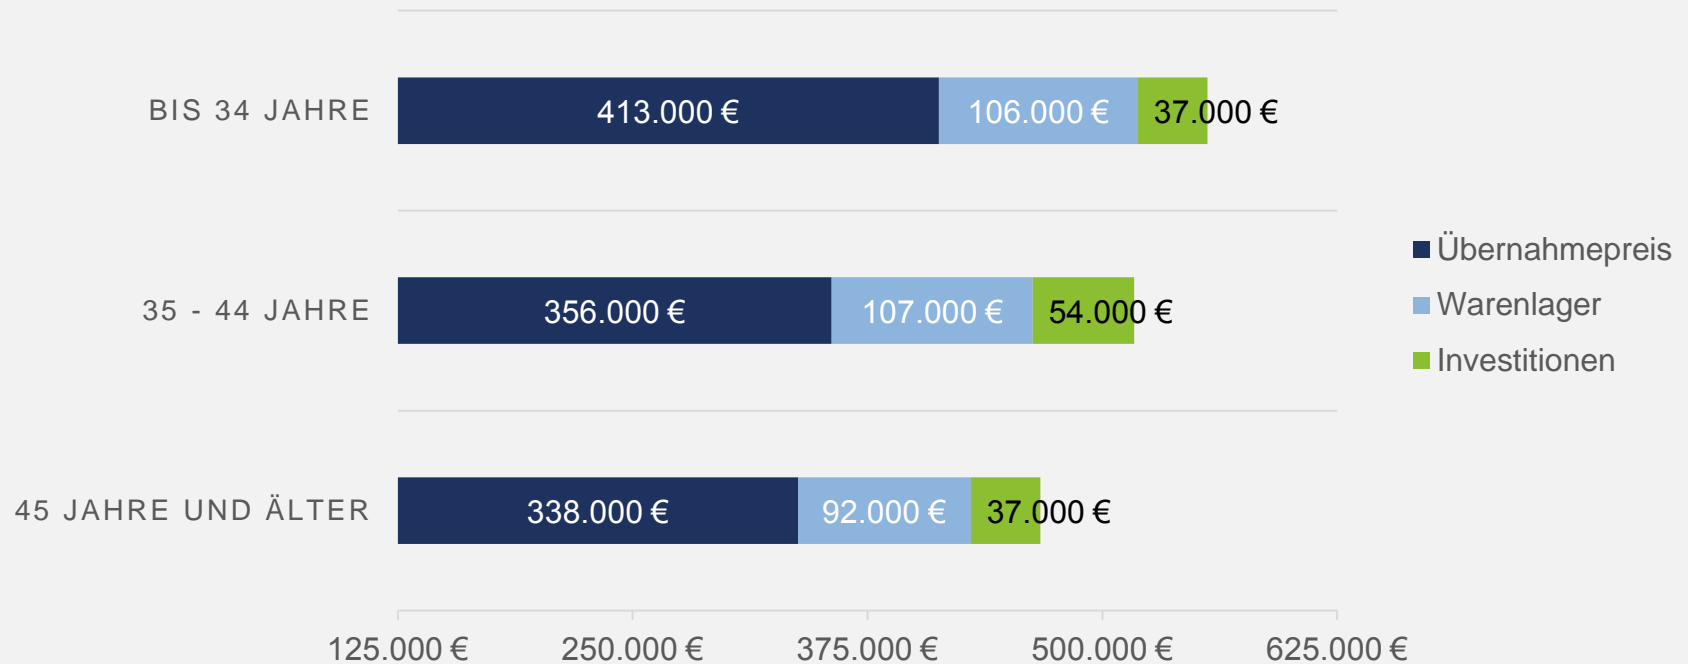 BIS 34 JAHRE
413.000 €
106.000 €
37.000 €
35 - 44 JAHRE
356.000 €
107.000 €
54.000 €
45 JAHRE UND ÄLTER
338.000 €
92.000 €
37.000 €
125.000 €
250.000 €
375.000 €
500.000 €
625.000 €
Übernahmepreis
Warenlager
Investitionen